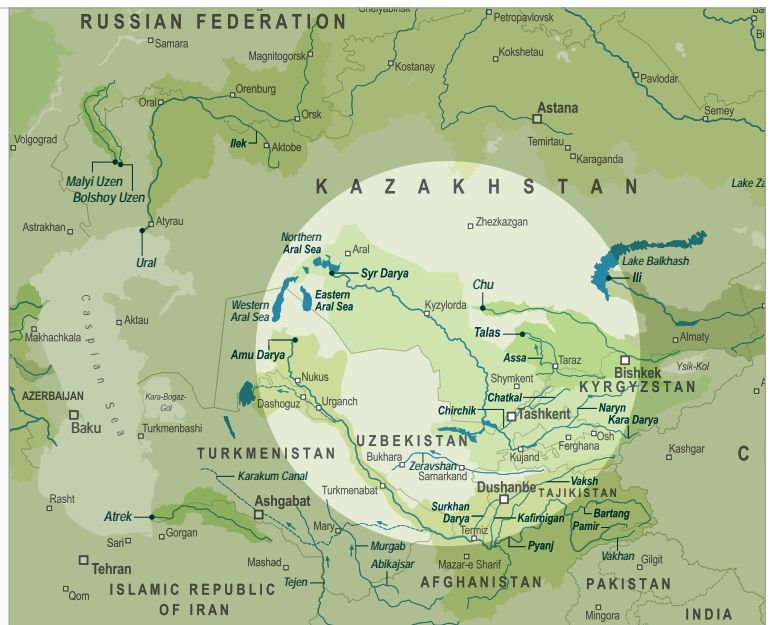 Chelyabinsk
RUSSIAN FEDERATION
Petropavlovsk
Samara
Magnitogorsk
Kokshetau
Kostanay
Pavlodar
Orenburg
Oral
Orsk
Astana
Semey
Volgograd
Ilek
Aktobe
Temirtau
Karaganda
Malyi Uzen
Bolshoy Uzen
KAZAKHSTAN
Lake Za
Astrakhan
Atyrau
Zhezkazgan
Northern
Aral Sea
Aral
Ural
Syr Darya
Lake Balkhash
Ili
Chu
Western
Aral Sea
Eastern
Aral Sea
Kyzylorda
Caspian Sea
Aktau
Makhachkala
Talas
Almaty
Amu Darya
Assa
Taraz
Bishkek
Ysik-Kol
Nukus
Shymkent
KYRGYZSTAN
AZERBAIJAN
Kara-Bogaz-
Gol
Dashoguz
Urganch
Chatkal
Chirchik
Tashkent
Naryn
Kara Darya
Baku
Turkmenbashi
UZBEKISTAN
Osh
Ferghana
TURKMENISTAN
Bukhara
Zeravshan
Samarkand
Kujand
Kashgar
C
Karakum Canal
Turkmenabat
Dushanbe
Vaksh
TAJIKISTAN
Rasht
Ashgabat
Surkhan
Darya
Kafirnigan
Bartang
Pamir
Atrek
Mary
Termiz
Sari
Gorgan
Murgab
Pyanj
Vakhan
Gilgit
Tehran
Mashad
Abikajsar
Mazar-e Sharif
Tejen
AFGHANISTAN
PAKISTAN
Qom
ISLAMIC REPUBLIC
OF IRAN
Mingora
INDIA